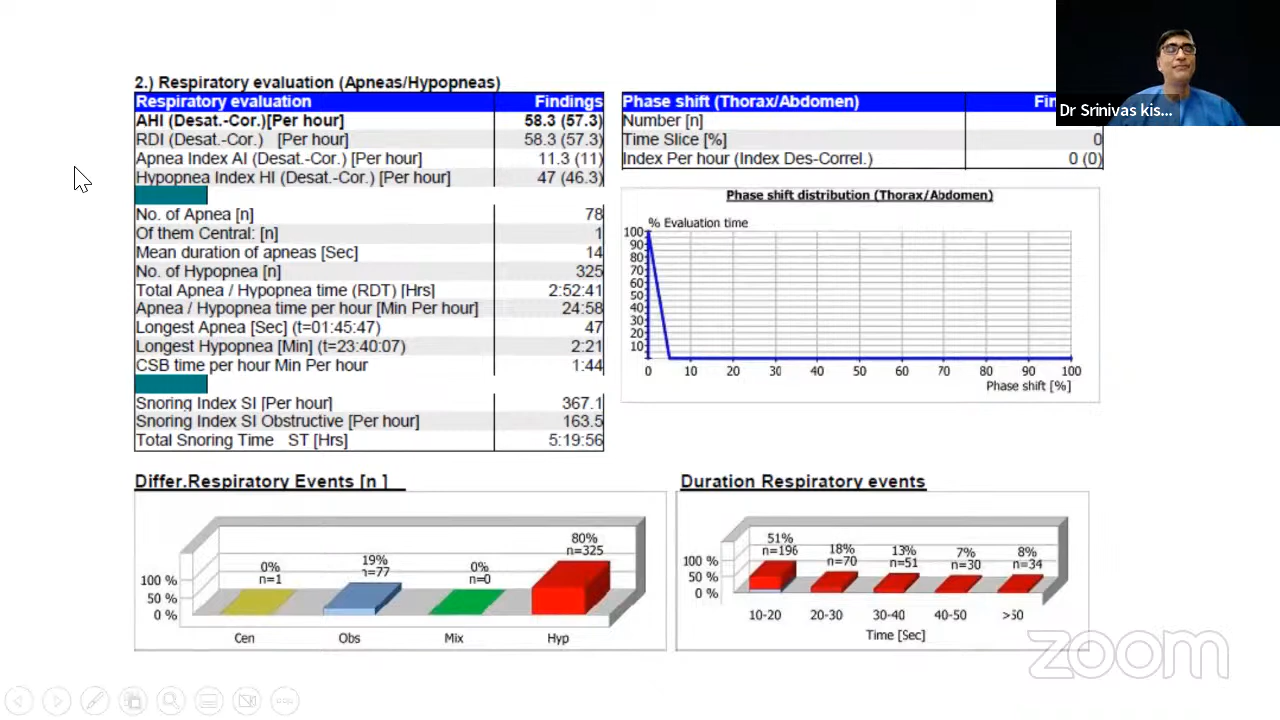 2.) Respiratory evaluation (Apneas/Hypopneas)
Respiratory evaluation Findings
AHI (Desat.-Cor.)[Per hour] 58.3 (57.3)
RDI (Desat.-Cor.) [Per hour] 58.3 (57.3)
Apnea Index AI (Desat.-Cor.) [Per hour] 11.3 (11)
Hypopnea Index HI (Desat.-Cor.) [Per hour] 47 (46.3)
No. of Apnea [n] 78
Of them Central: [n] 1
Mean duration of apneas [Sec] 14
No. of Hypopnea [n] 325
Total Apnea / Hypopnea time (RDT) [Hrs] 2:52:41
Apnea / Hypopnea time per hour [Min Per hour] 24:58
Longest Apnea [Sec] (t=01:45:47) 47
Longest Hypopnea [Min] (t=23:40:07) 2:21
CSB time per hour Min Per hour 1:44
Snoring Index SI [Per hour] 367.1
Snoring Index SI Obstructive [Per hour] 163.5
Total Snoring Time ST [Hrs] 5:19:56
Phase shift (Thorax/Abdomen) Fin
Number [n]
Time Slice [%] 0
Index Per hour (Index Des-Correl.) 0 (0)
Dr Srinivas kis...
Phase shift distribution (Thorax/Abdomen)
% Evaluation time
100
90
80
70
60
50
40
30
20
10
0 10 20 30 40 50 60 70 80 90 100
Phase shift [%]
Differ.Respiratory Events [n ]
0% 19% 0% 80%
n=1 n=77 n=0 n=325
100 %
50 %
0 %
Cen Obs Mix Hyp
Duration Respiratory events
51% 18% 13% 7% 8%
n=196 n=70 n=51 n=30 n=34
100 %
50 %
0 %
10-20 20-30 30-40 40-50
Time [Sec]
zoom